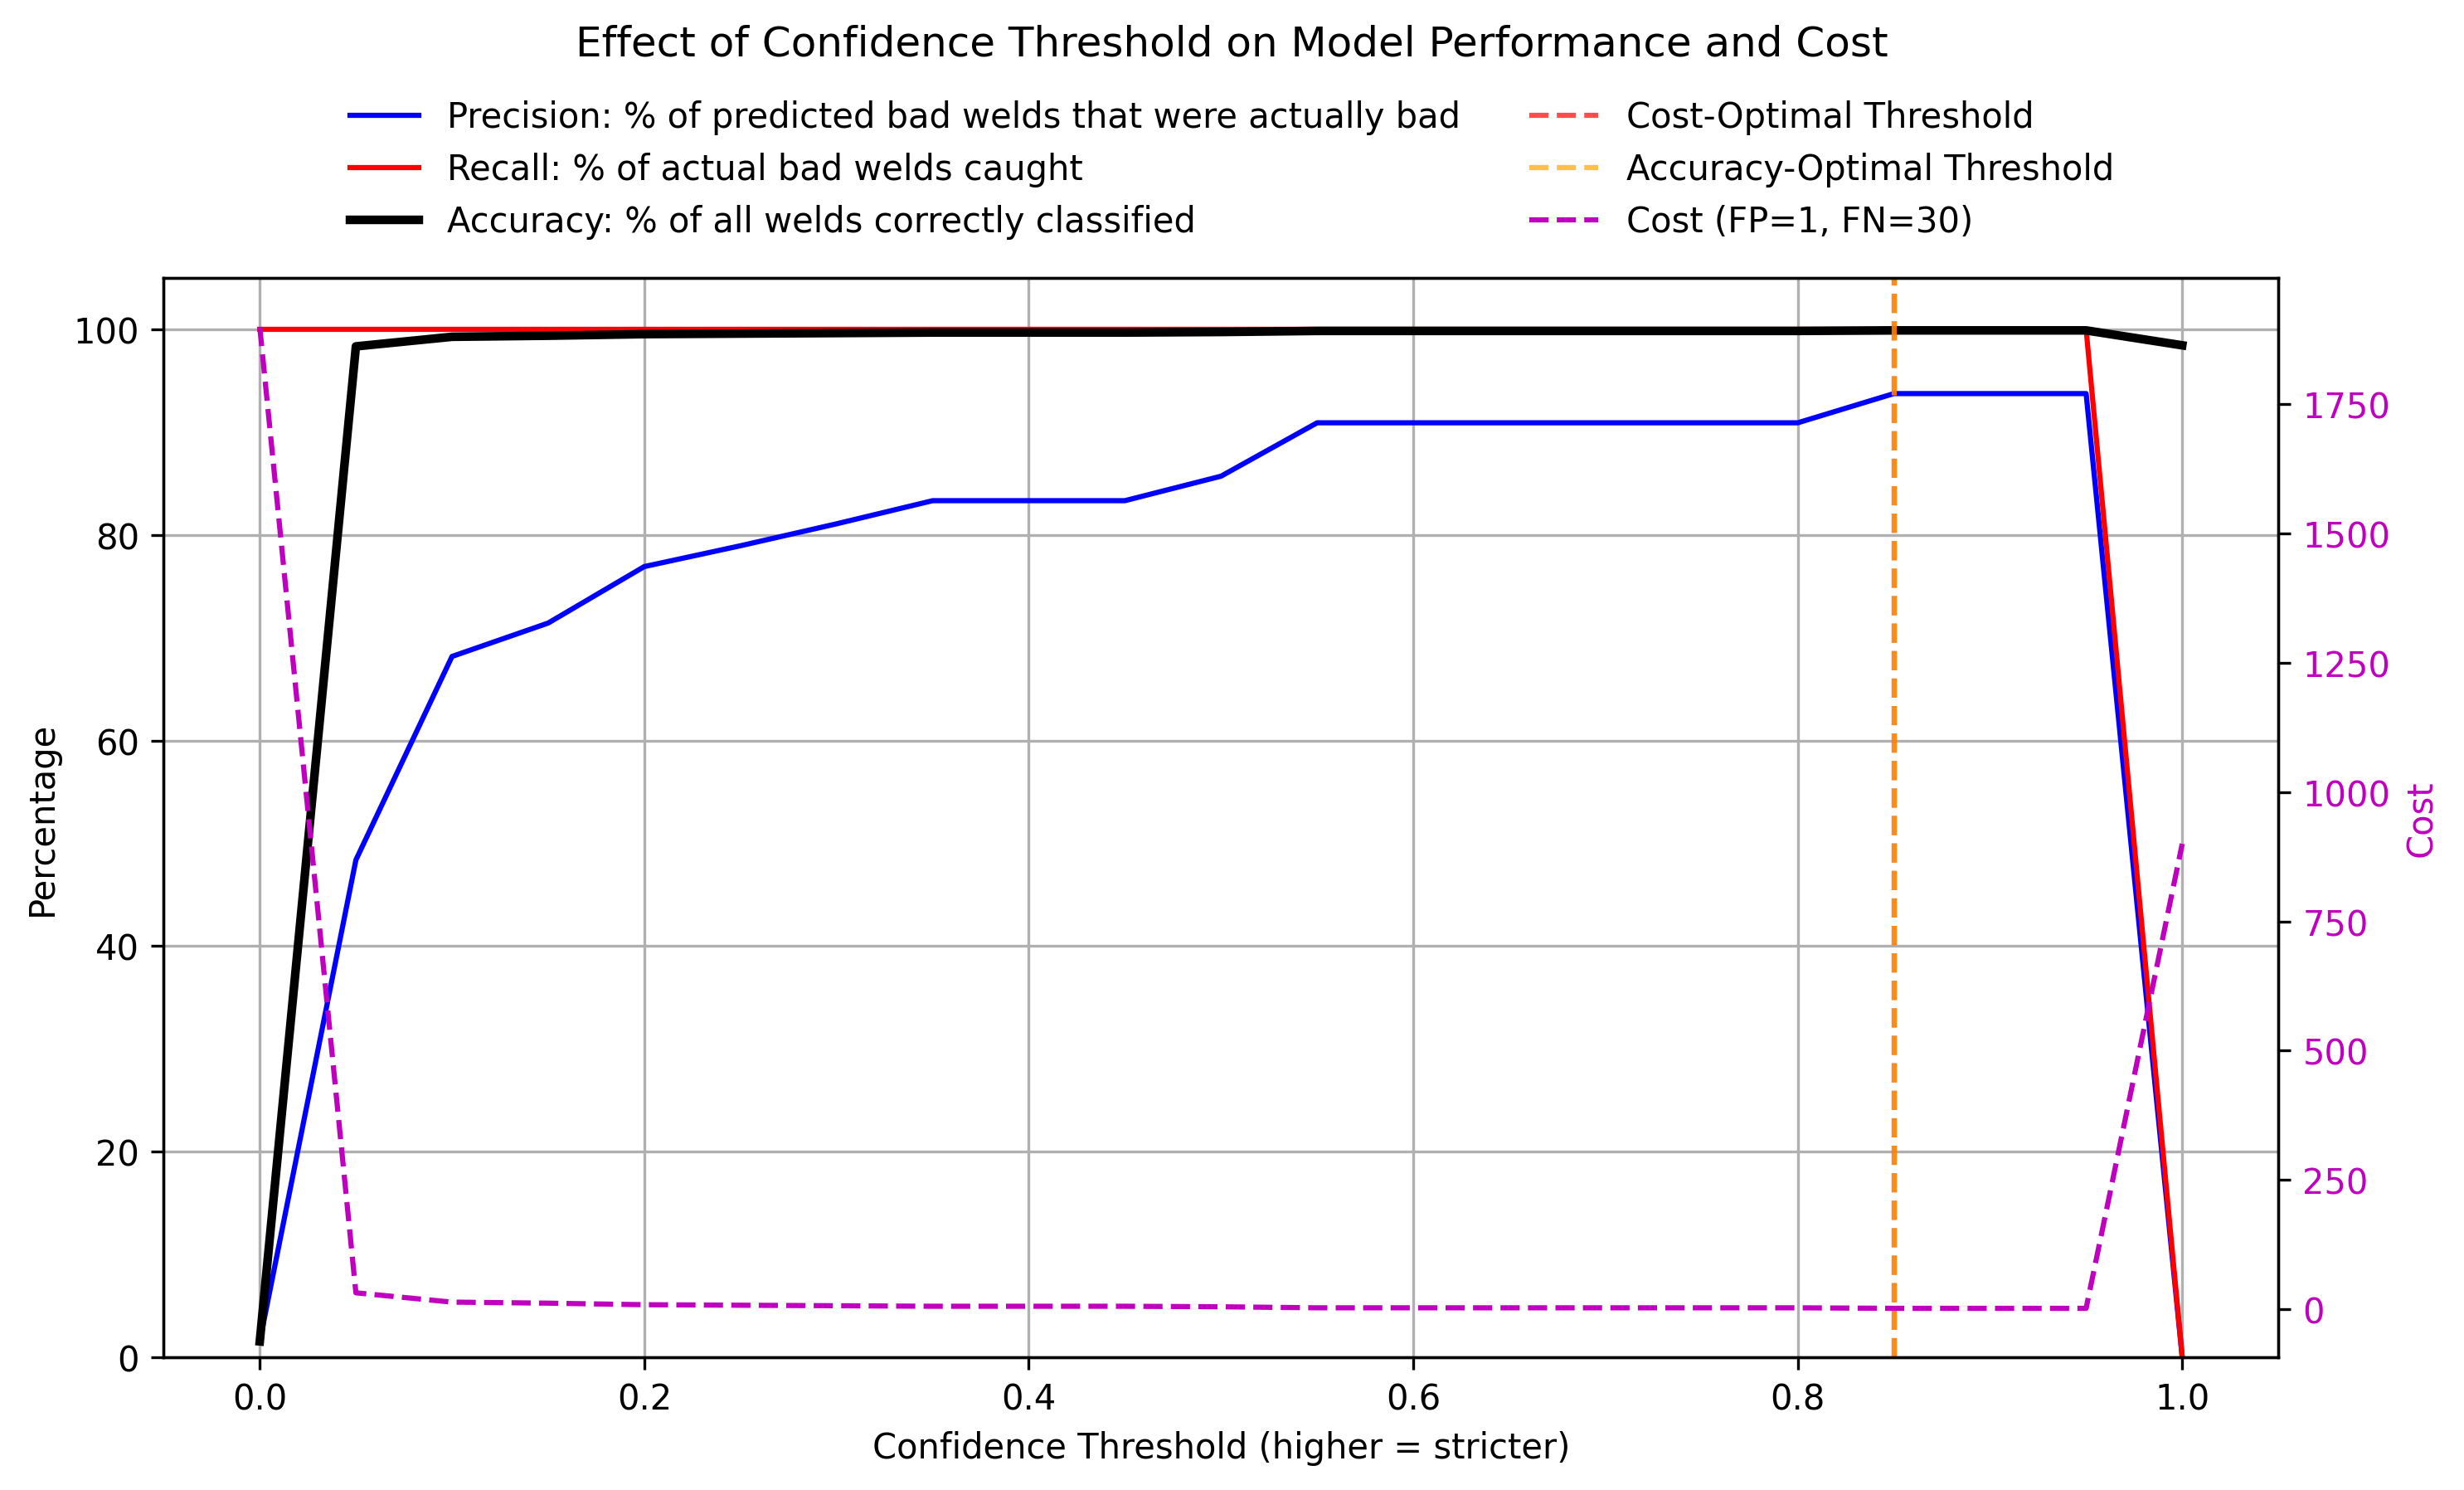 Effect of Confidence Threshold on Model Performance and Cost
Precision: % of predicted bad welds that were actually bad
Recall: % of actual bad welds caught
Accuracy: % of all welds correctly classified
Cost-Optimal Threshold
Accuracy-Optimal Threshold
Cost (FP=1, FN=30)
Percentage
100
80
60
40
20
0
0.0
0.2
0.4
0.6
0.8
1.0
Confidence Threshold (higher = stricter)
1750
1500
1250
1000
750
500
250
0
Cost